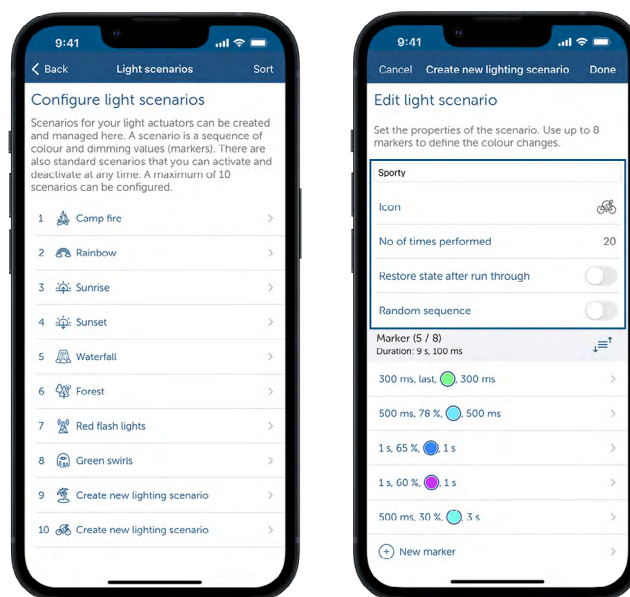 9:41
Back Light scenarios Sort
Configure light scenarios
Scenarios for your light actuators can be created
and managed here. A scenario is a sequence of
colour and dimming values (markers). There are
also standard scenarios that you can activate and
deactivate at any time. A maximum of 10
scenarios can be configured.
1 Camp fire
2 Rainbow
3 Sunrise
4 Sunset
5 Waterfall
6 Forest
7 Red flash lights
8 Green swirls
9 Create new lighting scenario
10 Create new lighting scenario
9:41
Cancel Create new lighting scenario Done
Edit light scenario
Set the properties of the scenario. Use up to 8
markers to define the colour changes.
Sporty
Icon
No of times performed 20
Restore state after run through
Random sequence
Marker (5 / 8)
Duration: 9 s, 100 ms
300 ms, last, , 300 ms
500 ms, 78 %, , 500 ms
1 s, 65 %, , 1 s
1 s, 60 %, , 1 s
500 ms, 30 %, , 3 s
New marker